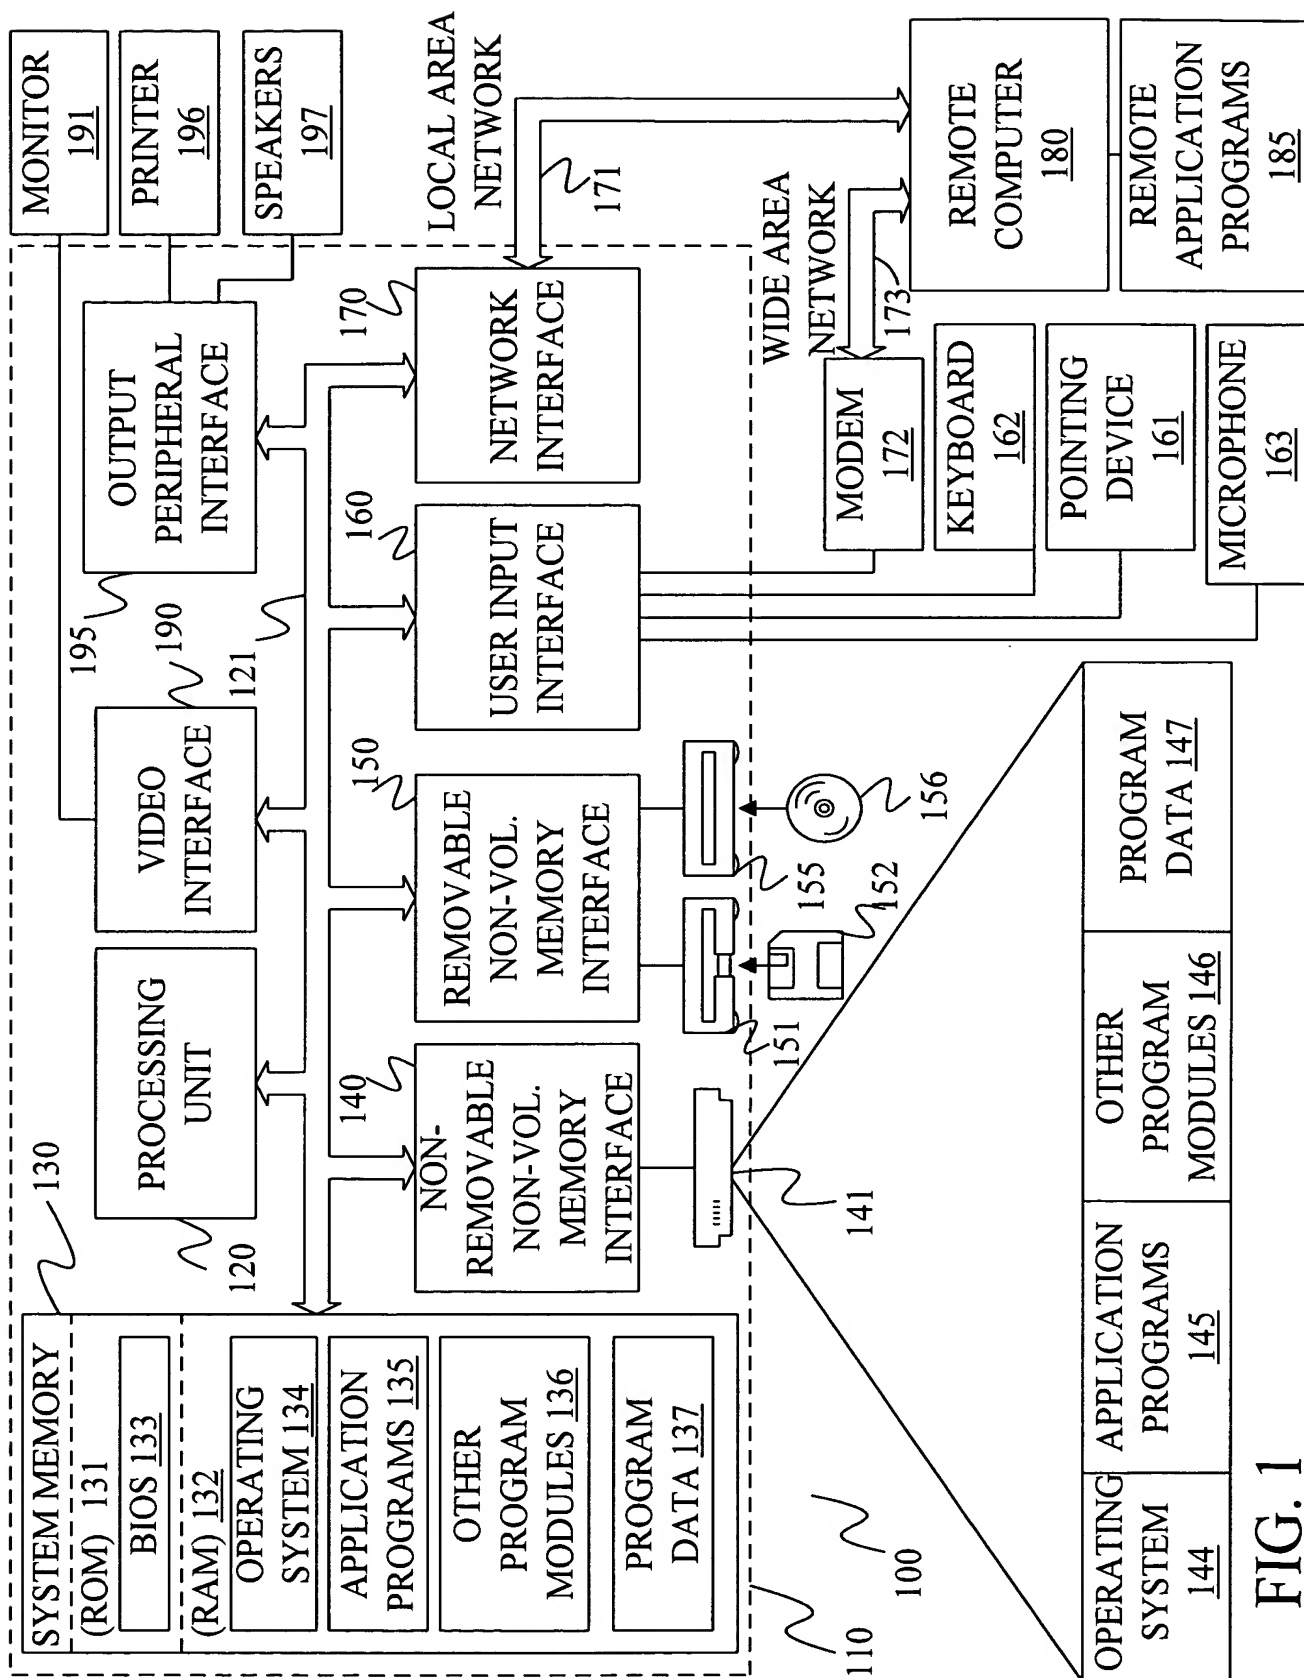 SYSTEM MEMORY
(ROM) 131
BIOS 133
(RAM) 132
OPERATING
SYSTEM 134
APPLICATION
PROGRAMS 135
OTHER
PROGRAM
MODULES 136
PROGRAM
DATA 137
130
120
PROCESSING
UNIT
VIDEO
INTERFACE
190
195
121
OUTPUT
PERIPHERAL
INTERFACE
MONITOR
191
PRINTER
196
SPEAKERS
197
140
NON-
REMOVABLE
NON-VOL.
MEMORY
INTERFACE
150
REMOVABLE
NON-VOL.
MEMORY
INTERFACE
160
USER INPUT
INTERFACE
170
NETWORK
INTERFACE
LOCAL AREA
NETWORK
171
WIDE AREA
NETWORK
173
MODEM
172
KEYBOARD
162
POINTING
DEVICE
161
MICROPHONE
163
REMOTE
COMPUTER
180
REMOTE
APPLICATION
PROGRAMS
185
141
151
152
155
156
100
110
OPERATING
SYSTEM
144
APPLICATION
PROGRAMS
145
OTHER
PROGRAM
MODULES 146
PROGRAM
DATA 147
FIG. 1